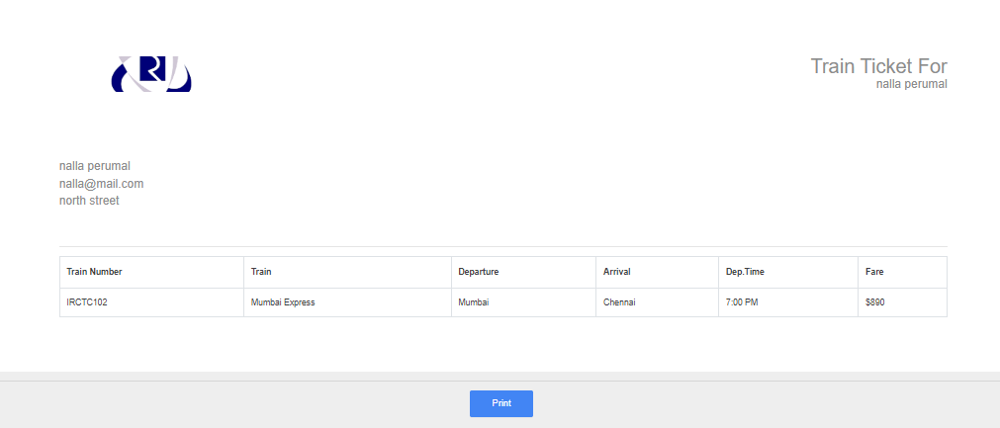 Train Ticket For
nalla perumal
nalla perumal
nalla@mail.com
north street
Train Number Train Departure Arrival Dep.Time Fare
IRCTC102 Mumbai Express Mumbai Chennai 7:00 PM $890
Print